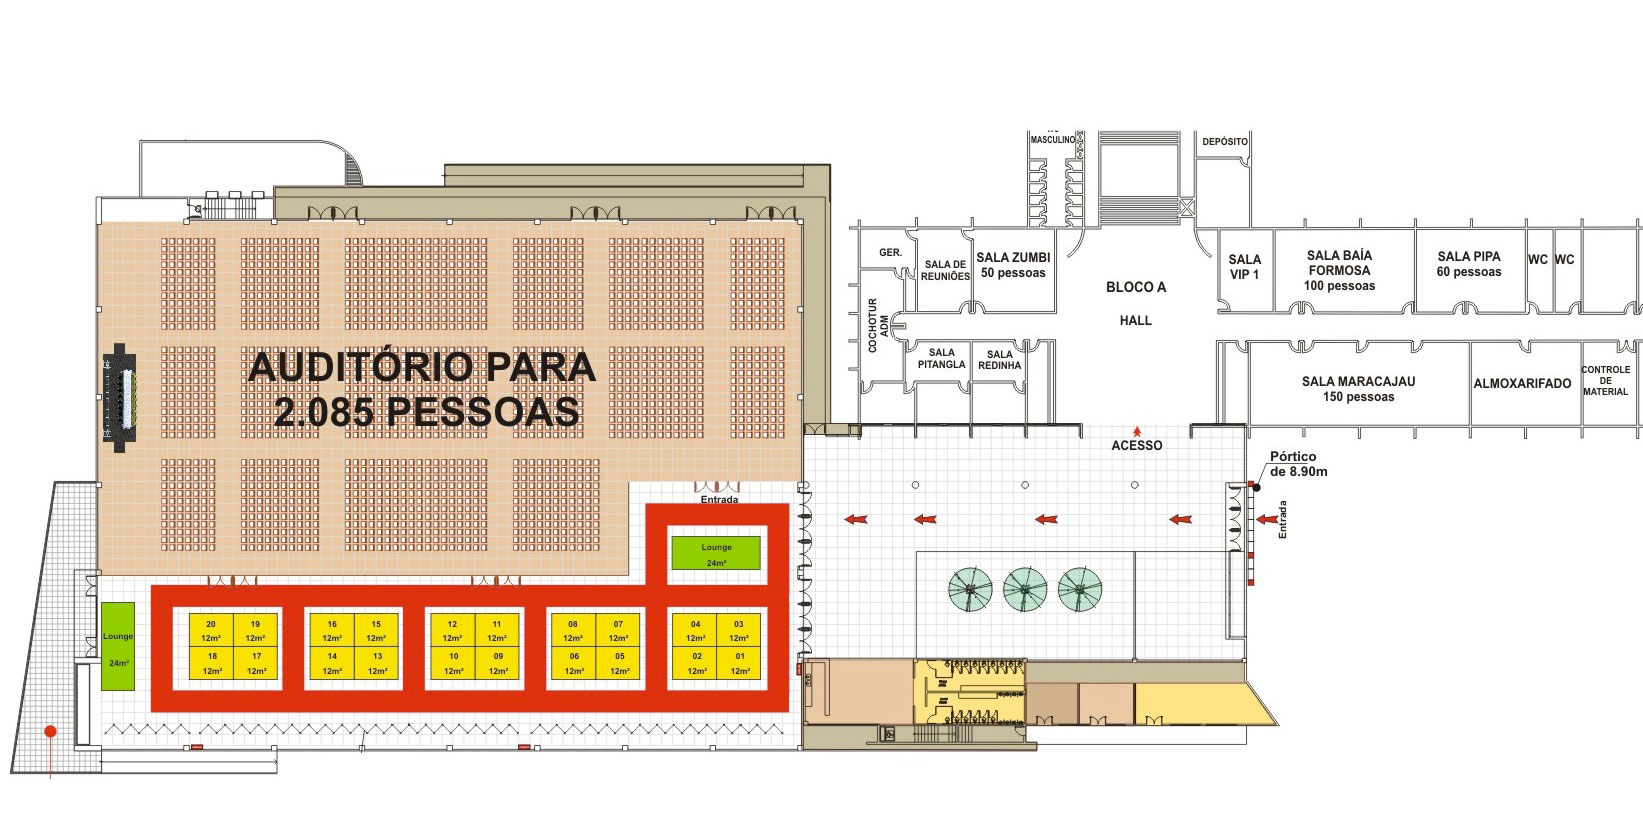 MASCULINO
DEPÓSITO
GER.
SALA DE
REUNIÕES
SALA ZUMBI
50 pessoas
COCHOTUR
ADM
SALA
PITANGLA
SALA
REDINHA
BLOCO A
HALL
SALA
VIP 1
SALA BAÍA
FORMOSA
100 pessoas
SALA PIPA
60 pessoas
WC
WC
SALA MARACAJAU
150 pessoas
ALMOXARIFADO
CONTROLE
DE
MATERIAL
AUDITÓRIO PARA
2.085 PESSOAS
ACESSO
Pórtico
de 8.90m
Entrada
Entrada
Lounge
24m²
Lounge
24m²
20 19
12m² 12m²
18 17
12m² 12m²
16 15
12m² 12m²
14 13
12m² 12m²
12 11
12m² 12m²
10 09
12m² 12m²
08 07
12m² 12m²
06 05
12m² 12m²
04 03
12m² 12m²
02 01
12m² 12m²